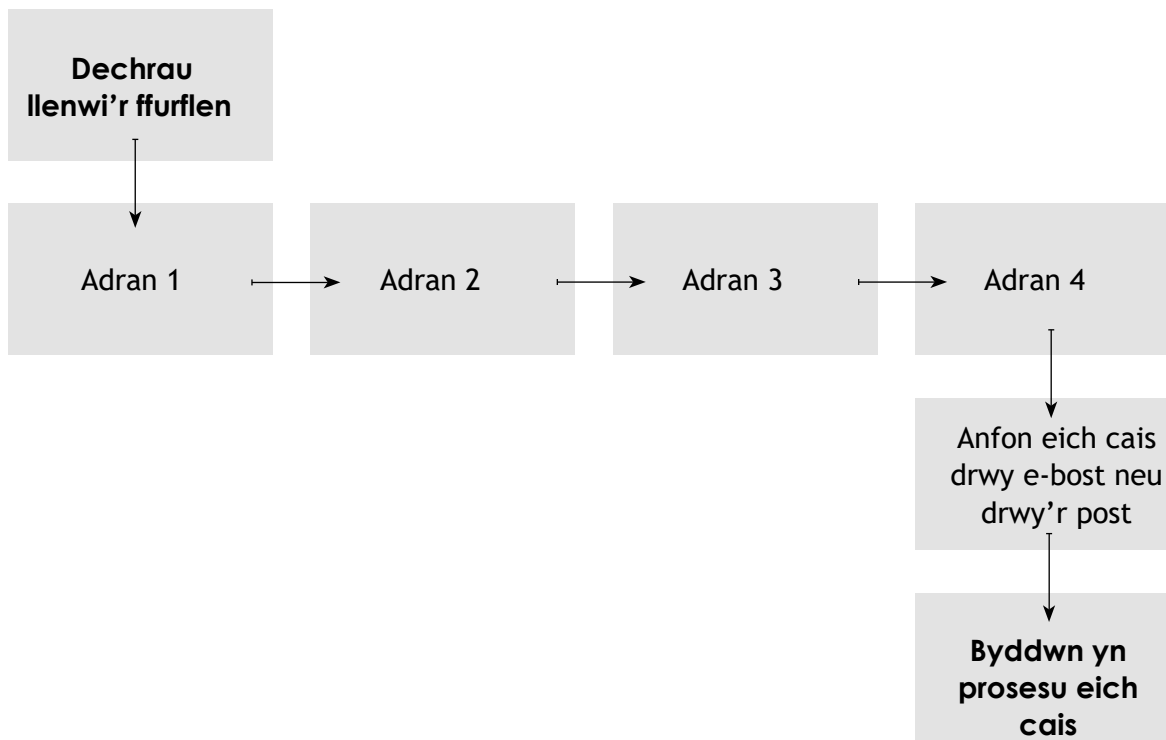 Dechrau
llenwi’r ffurflen
Adran 1
Adran 2
Adran 3
Adran 4
Anfon eich cais
drwy e-bost neu
drwy’r post
Byddwn yn
prosesu eich
cais